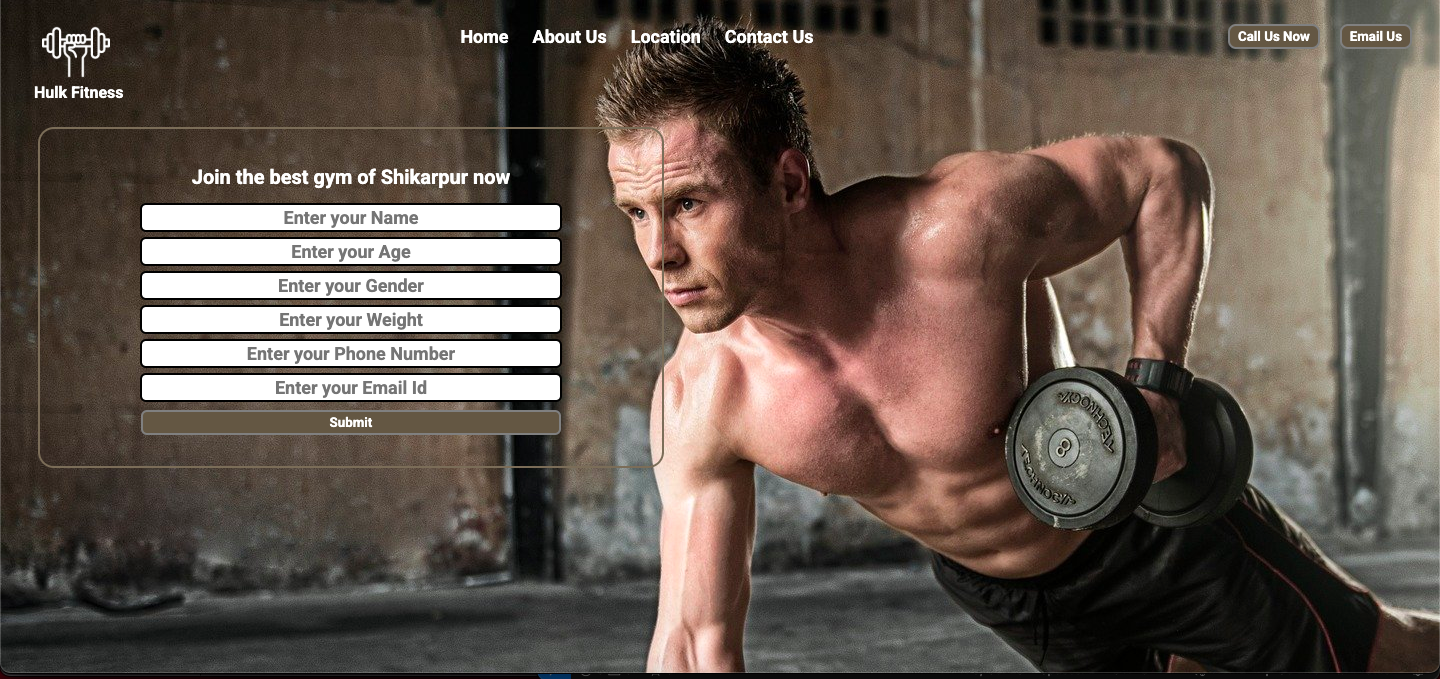 Home About Us Location Contact Us
Call Us Now Email Us
Hulk Fitness
Join the best gym of Shikarpur now
Enter your Name
Enter your Age
Enter your Gender
Enter your Weight
Enter your Phone Number
Enter your Email Id
Submit
TECHNOGYM
8